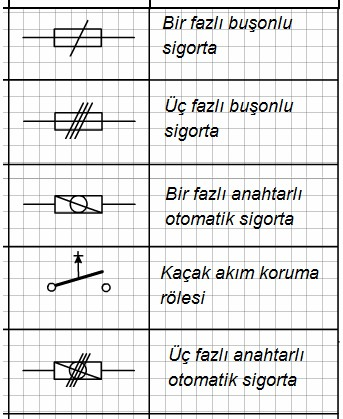 Bir fazlı buşonlu
sigorta
Üç fazlı buşonlu
sigorta
Bir fazlı anahtarlı
otomatik sigorta
Kaçak akım koruma
rölesi
Üç fazlı anahtarlı
otomatik sigorta